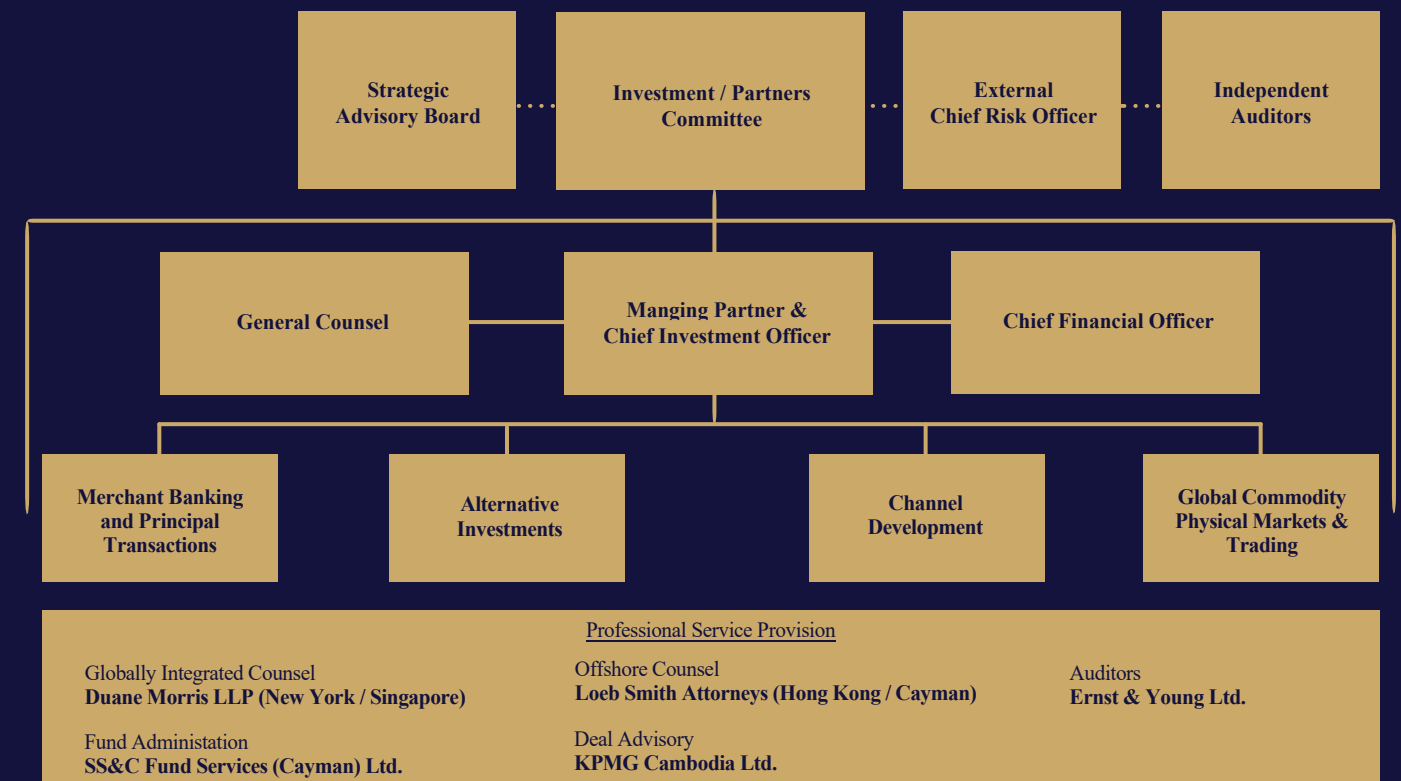 Strategic
Advisory Board
Investment / Partners
Committee
External
Chief Risk Officer
Independent
Auditors
General Counsel
Manging Partner &
Chief Investment Officer
Chief Financial Officer
Merchant Banking
and Principal
Transactions
Alternative
Investments
Channel
Development
Global Commodity
Physical Markets &
Trading
Professional Service Provision
Globally Integrated Counsel
Duane Morris LLP (New York / Singapore)
Offshore Counsel
Loeb Smith Attorneys (Hong Kong / Cayman)
Auditors
Ernst & Young Ltd.
Fund Administation
SS&C Fund Services (Cayman) Ltd.
Deal Advisory
KPMG Cambodia Ltd.